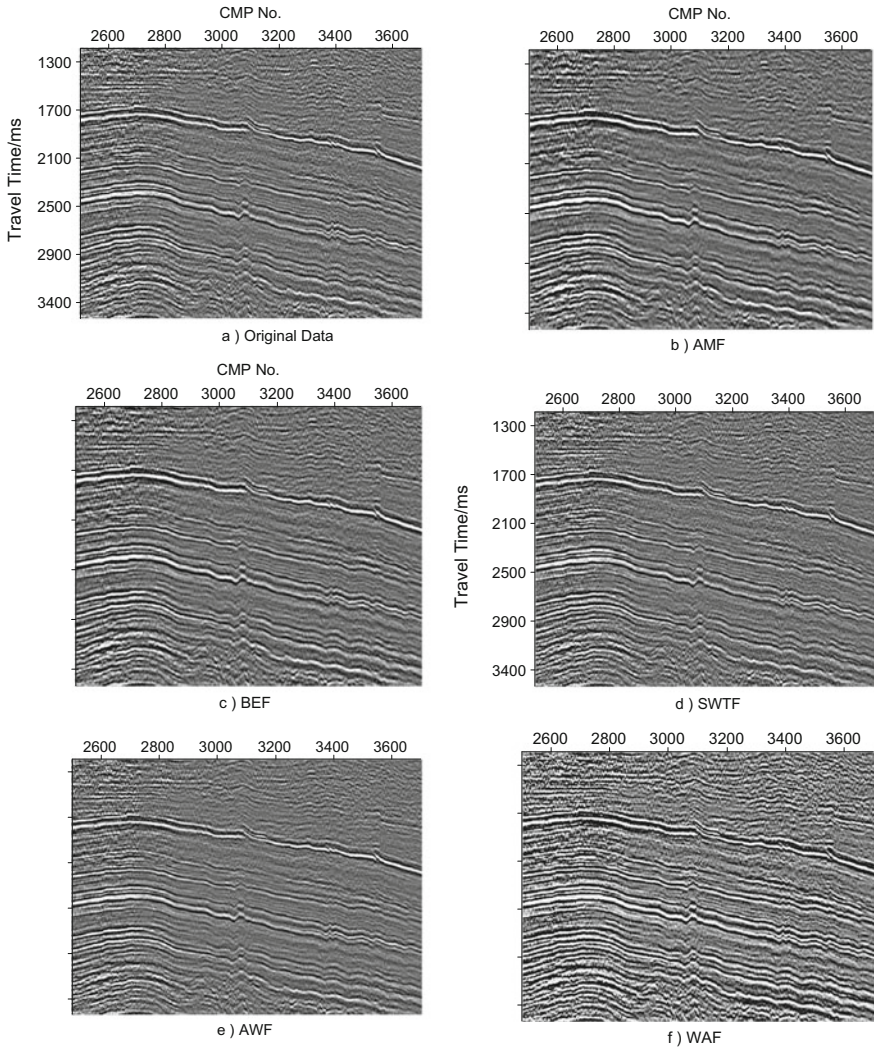 CMP No.
2600 2800 3000 3200 3400 3600
1300
1700
2100
2500
2900
3400
Travel Time/ms
a ) Original Data
CMP No.
2600 2800 3000 3200 3400 3600
b ) AMF
CMP No.
2600 2800 3000 3200 3400 3600
c ) BEF
2600 2800 3000 3200 3400 3600
1300
1700
2100
2500
2900
3400
Travel Time/ms
d ) SWTF
2600 2800 3000 3200 3400 3600
e ) AWF
2600 2800 3000 3200 3400 3600
f ) WAF